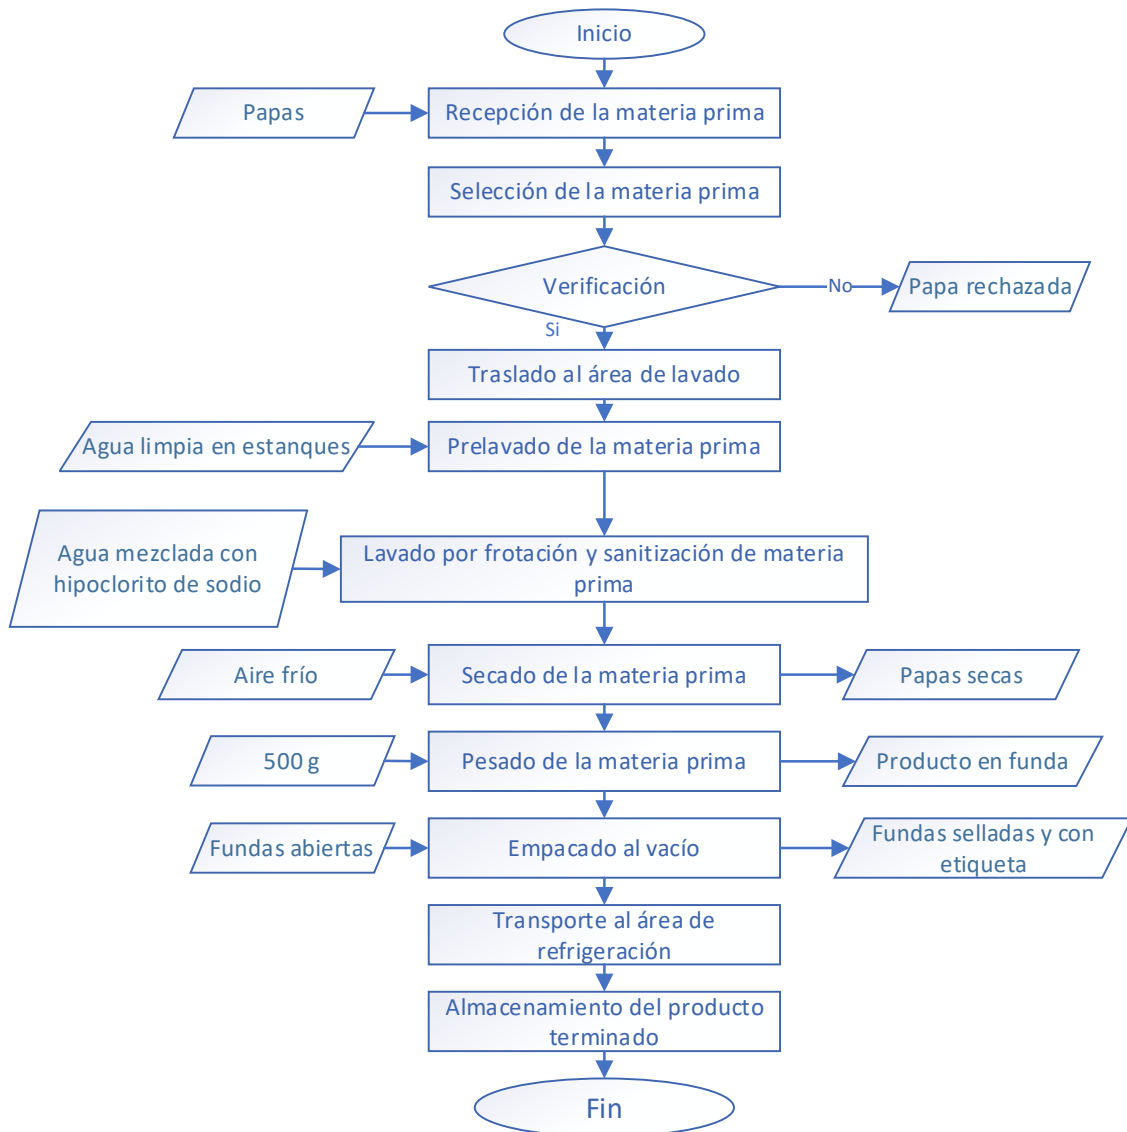 Inicio
Papas
Recepción de la materia prima
Selección de la materia prima
Verificación
No
Papa rechazada
Si
Traslado al área de lavado
Agua limpia en estanques
Prelavado de la materia prima
Agua mezclada con
hipoclorito de sodio
Lavado por frotación y sanitización de materia
prima
Aire frío
Secado de la materia prima
Papas secas
500 g
Pesado de la materia prima
Producto en funda
Fundas abiertas
Empacado al vacío
Fundas selladas y con
etiqueta
Transporte al área de
refrigeración
Almacenamiento del producto
terminado
Fin